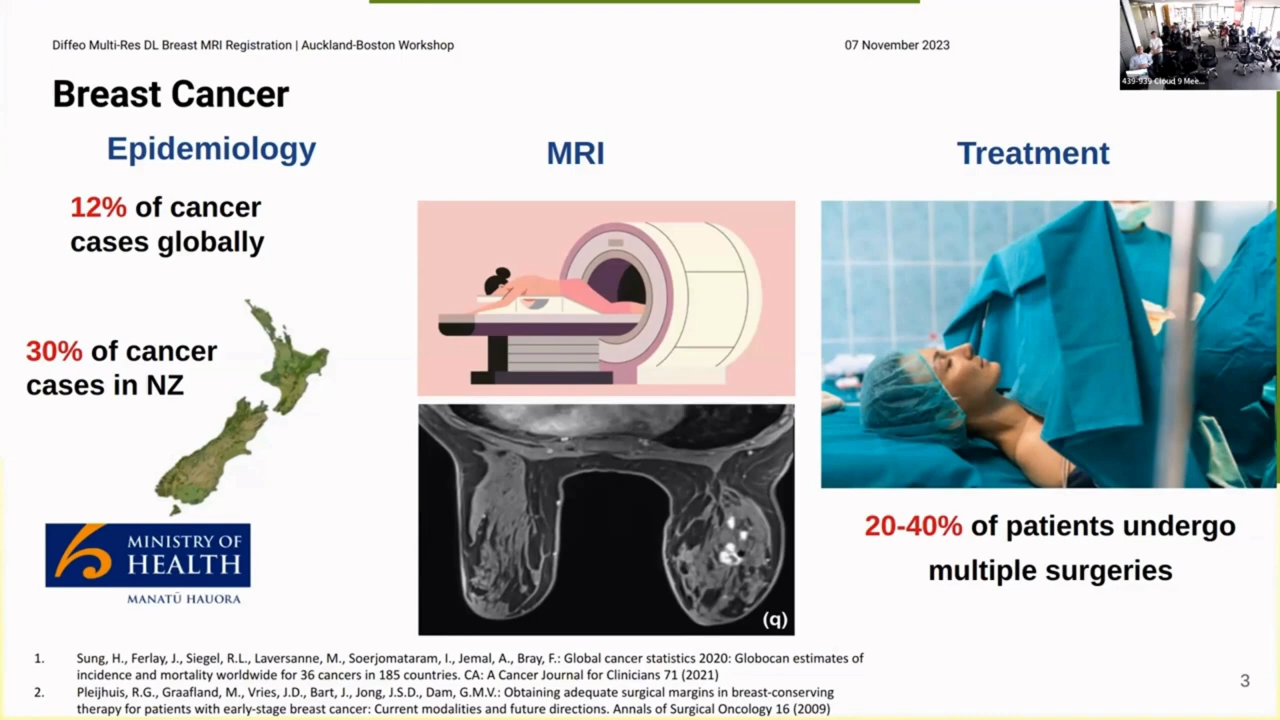 Diffeo Multi-Res DL Breast MRI Registration | Auckland-Boston Workshop
07 November 2023
439-939 Cloud 9 Mee...
Breast Cancer
Epidemiology
12% of cancer
cases globally
30% of cancer
cases in NZ
MINISTRY OF
HEALTH
MANATŪ HAUORA
MRI
(q)
Treatment
20-40% of patients undergo
multiple surgeries
1. Sung, H., Ferlay, J., Siegel, R.L., Laversanne, M., Soerjomataram, I., Jemal, A., Bray, F.: Global cancer statistics 2020: Globocan estimates of
incidence and mortality worldwide for 36 cancers in 185 countries. CA: A Cancer Journal for Clinicians 71 (2021)
2. Pleijhuis, R.G., Graafland, M., Vries, J.D., Bart, J., Jong, J.S.D., Dam, G.M.V.: Obtaining adequate surgical margins in breast-conserving
therapy for patients with early-stage breast cancer: Current modalities and future directions. Annals of Surgical Oncology 16 (2009)
3